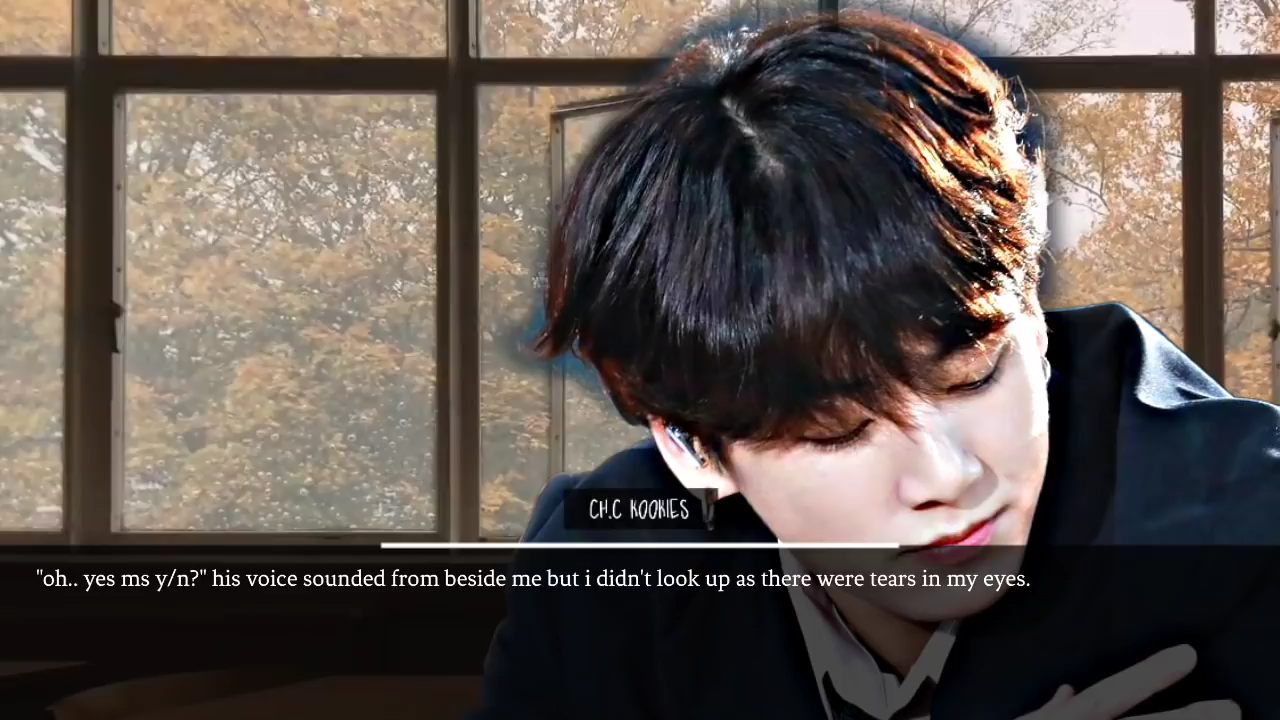 CH.C KOOKIES
"oh.. yes ms y/n?" his voice sounded from beside me but i didn't look up as there were tears in my eyes.